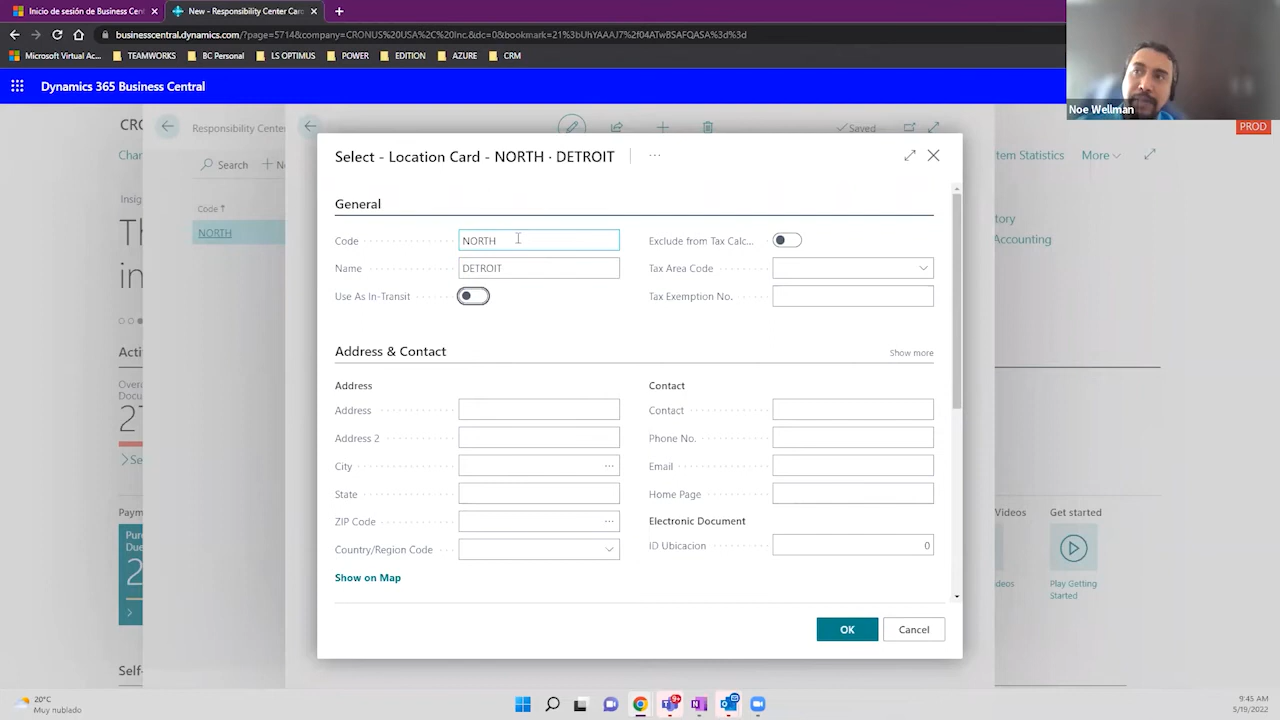 Inicio de sesión de Business Central
New - Responsibility Center Car
businesscentral.dynamics.com/?page=5714&company=CRONUS%20USA%2C%20Inc.&dc=0&bookmark=21%3bUhYAAAJ7%2f04ATwBSAFQASA%3d%3d
Microsoft Virtual Ac...
TEAMWORKS
BC Personal
LS OPTIMUS
POWER
EDITION
AZURE
CRM
Dynamics 365 Business Central
Noe Wellman
PROD
CRO
Responsibility Center
Saved
Select - Location Card - NORTH · DETROIT
...
Item Statistics
More
Search
Code ↑
NORTH
General
Code
NORTH
Exclude from Tax Calc...
Name
DETROIT
Tax Area Code
Use As In-Transit
Tax Exemption No.
Accounting
Address & Contact
Show more
Address
Contact
Address
Contact
Address 2
Phone No.
City
...
Email
State
Home Page
ZIP Code
...
Electronic Document
Country/Region Code
ID Ubicacion
0
Show on Map
OK
Cancel
Videos
Get started
Play Getting
Started
20°C
Muy nublado
9:45 AM
5/19/2022